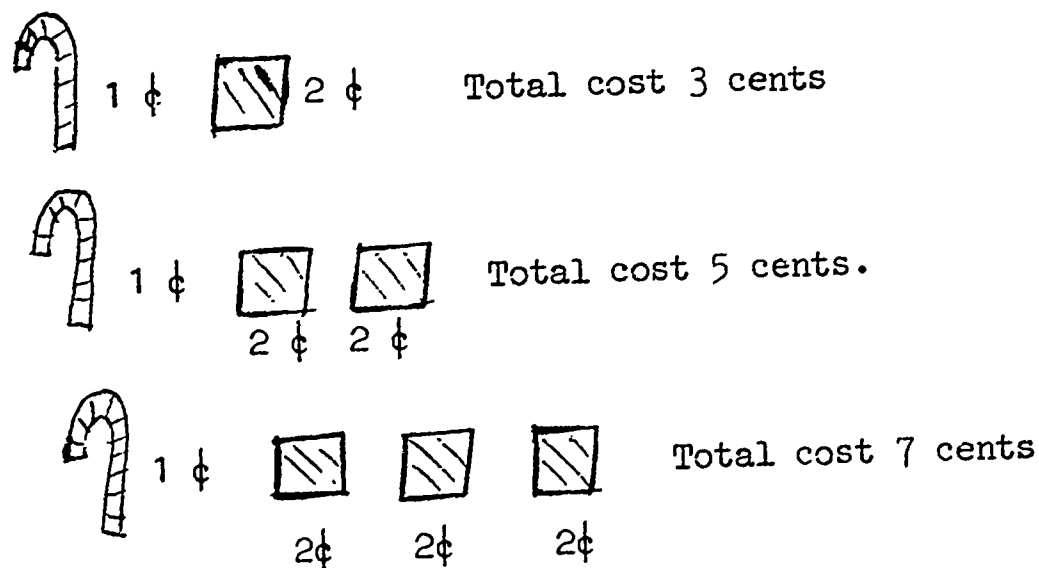 1 ¢ 2 ¢ Total cost 3 cents
1 ¢ Total cost 5 cents.
2 ¢ 2 ¢
1 ¢ Total cost 7 cents
2¢ 2¢ 2¢